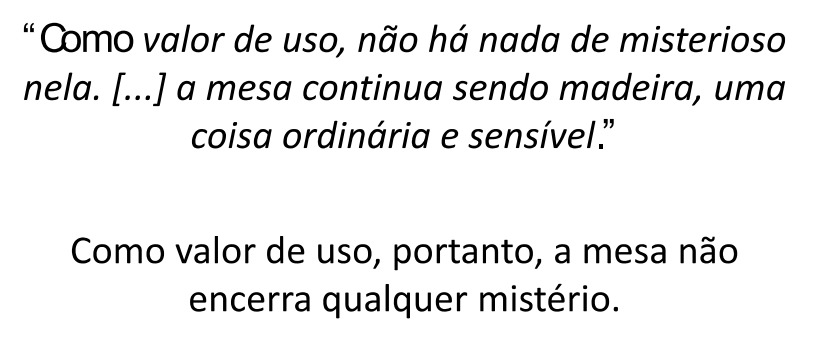 “Como valor de uso, não há nada de misterioso
nela. [...] a mesa continua sendo madeira, uma
coisa ordinária e sensível.”
Como valor de uso, portanto, a mesa não
encerra qualquer mistério.